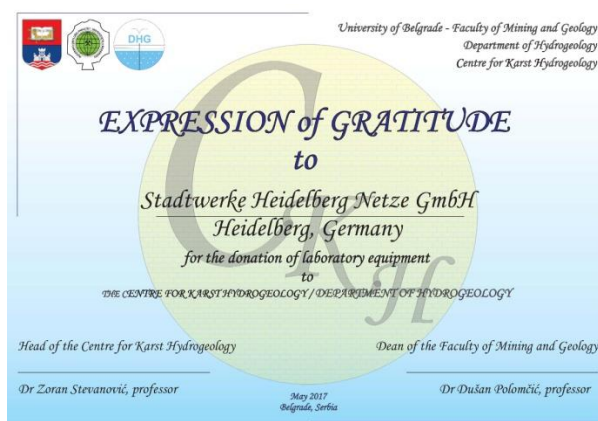 DHG
University of Belgrade - Faculty of Mining and Geology
Department of Hydrogeology
Centre for Karst Hydrogeology
EXPRESSION of GRATITUDE
to
Stadtwerke Heidelberg Netze GmbH
Heidelberg, Germany
for the donation of laboratory equipment
to
THE CENTRE FOR KARST HYDROGEOLOGY / DEPARTMENT OF HYDROGEOLOGY
CKH
Head of the Centre for Karst Hydrogeology
Dean of the Faculty of Mining and Geology
Dr Zoran Stevanović, professor
Dr Dušan Polomčić, professor
May 2017
Belgrade, Serbia